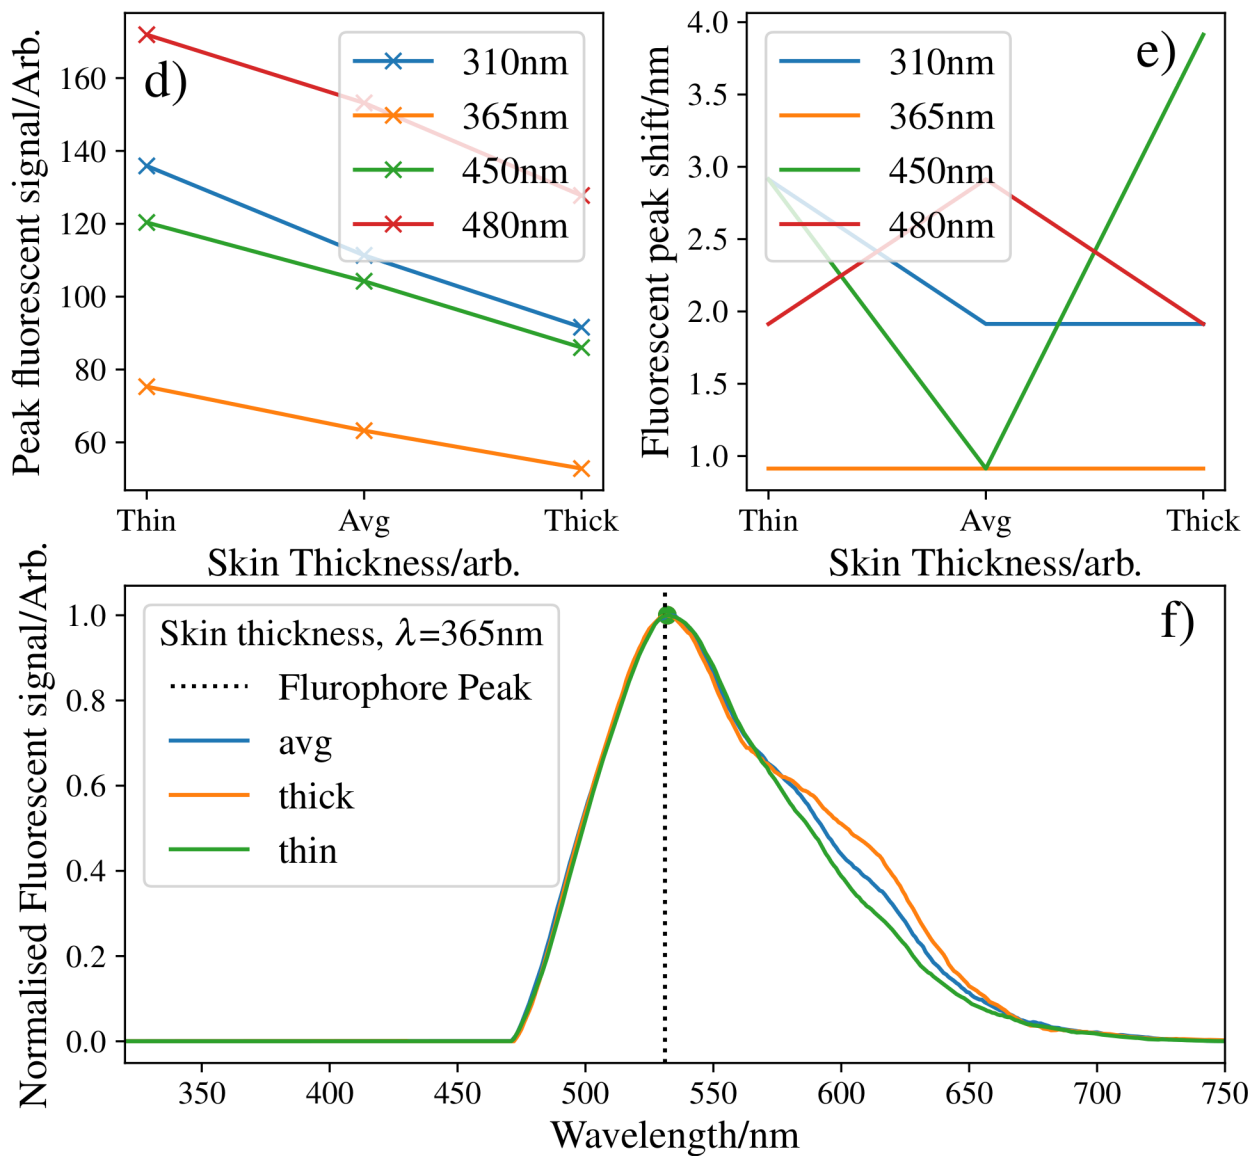 d)
310nm
365nm
450nm
480nm
Peak fluorescent signal/Arb.
160
140
120
100
80
60
Thin
Avg
Thick
Skin Thickness/arb.
e)
310nm
365nm
450nm
480nm
Fluorescent peak shift/nm
4.0
3.5
3.0
2.5
2.0
1.5
1.0
Thin
Avg
Thick
Skin Thickness/arb.
f)
Skin thickness, λ=365nm
Flurophore Peak
avg
thick
thin
Normalised Fluorescent signal/Arb.
1.0
0.8
0.6
0.4
0.2
0.0
350
400
450
500
550
600
650
700
750
Wavelength/nm